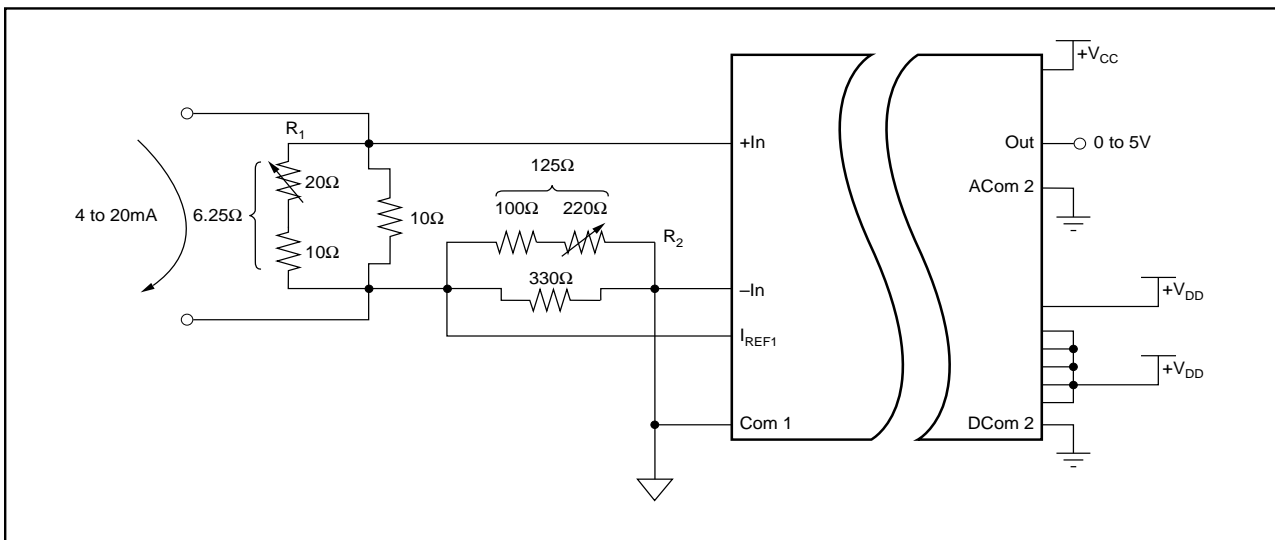 +V_CC
R_1
+In
Out
0 to 5V
125Ω
20Ω
100Ω
220Ω
ACom 2
4 to 20mA
6.25Ω
10Ω
R_2
10Ω
330Ω
–In
+V_DD
I_REF1
+V_DD
Com 1
DCom 2